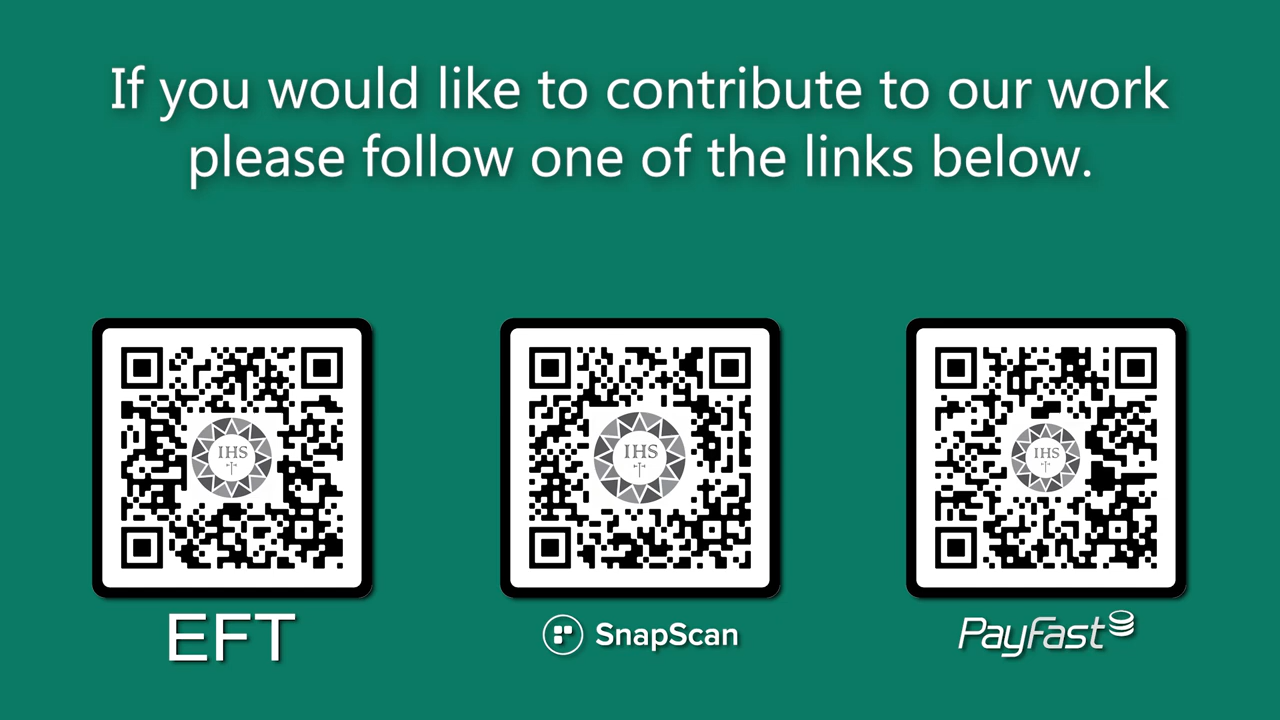 If you would like to contribute to our work
please follow one of the links below.
IHS
IHS
IHS
EFT
SnapScan
PayFast